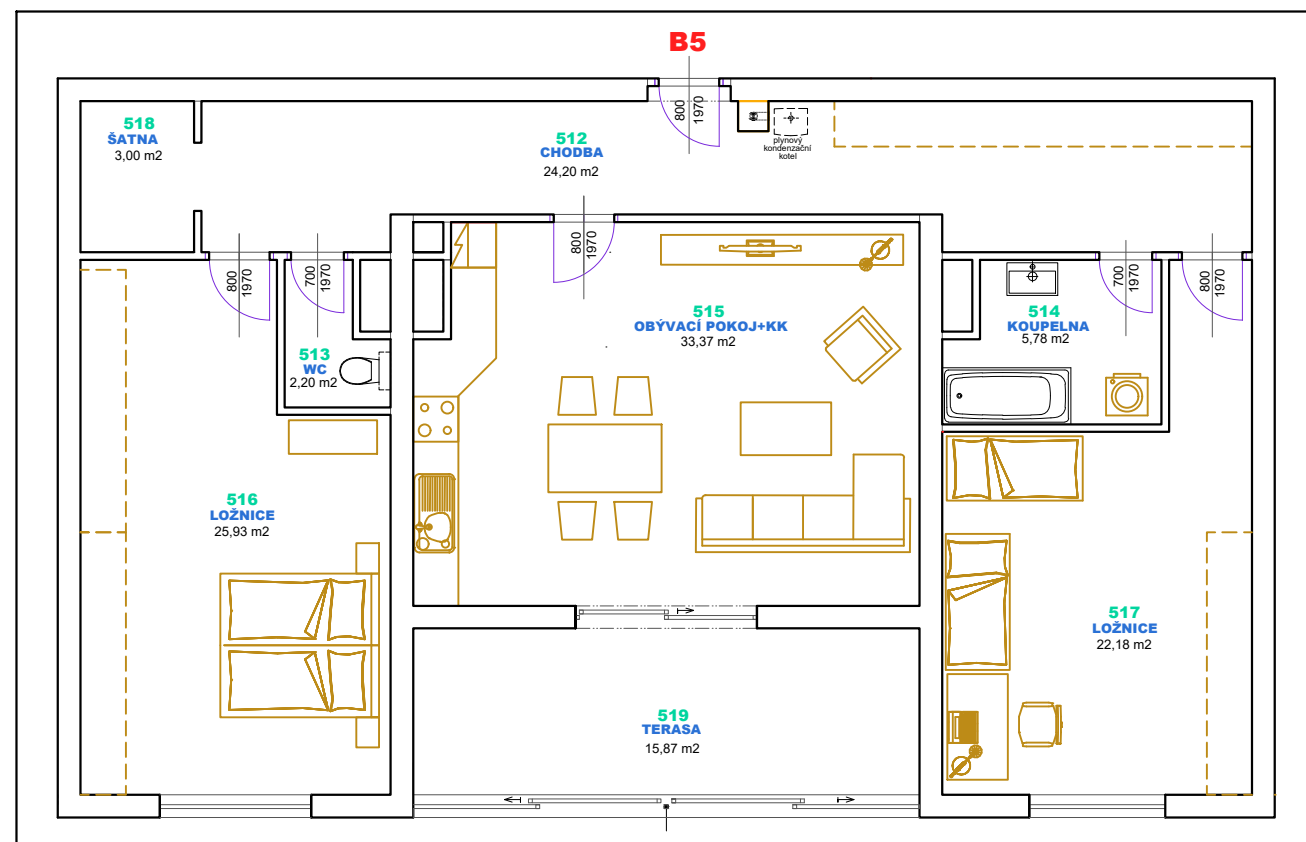 B5
800
1970
518
ŠATNA
3,00 m2
512
CHODBA
24,20 m2
plynový
kondenzační
kotel
800
1970
800
1970
700
1970
700
1970
800
1970
515
OBÝVACÍ POKOJ+KK
33,37 m2
514
KOUPELNA
5,78 m2
513
WC
2,20 m2
516
LOŽNICE
25,93 m2
517
LOŽNICE
22,18 m2
519
TERASA
15,87 m2